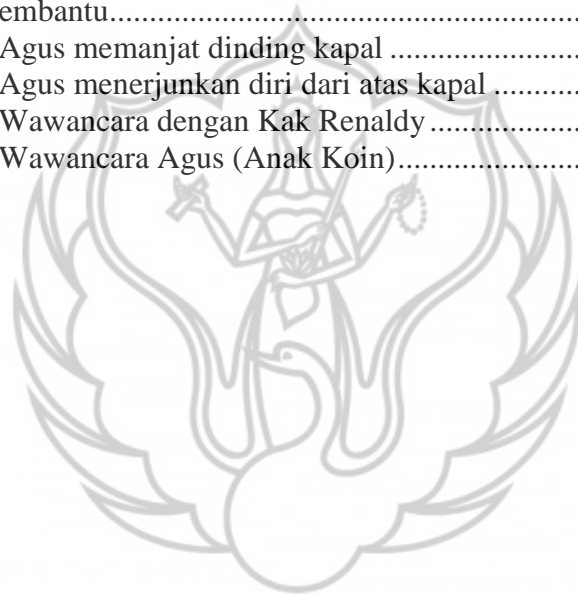 embantu.......................................................
Agus memanjat dinding kapal .....................
Agus menerjunkan diri dari atas kapal ..........
Wawancara dengan Kak Renaldy ..................
Wawancara Agus (Anak Koin)......................